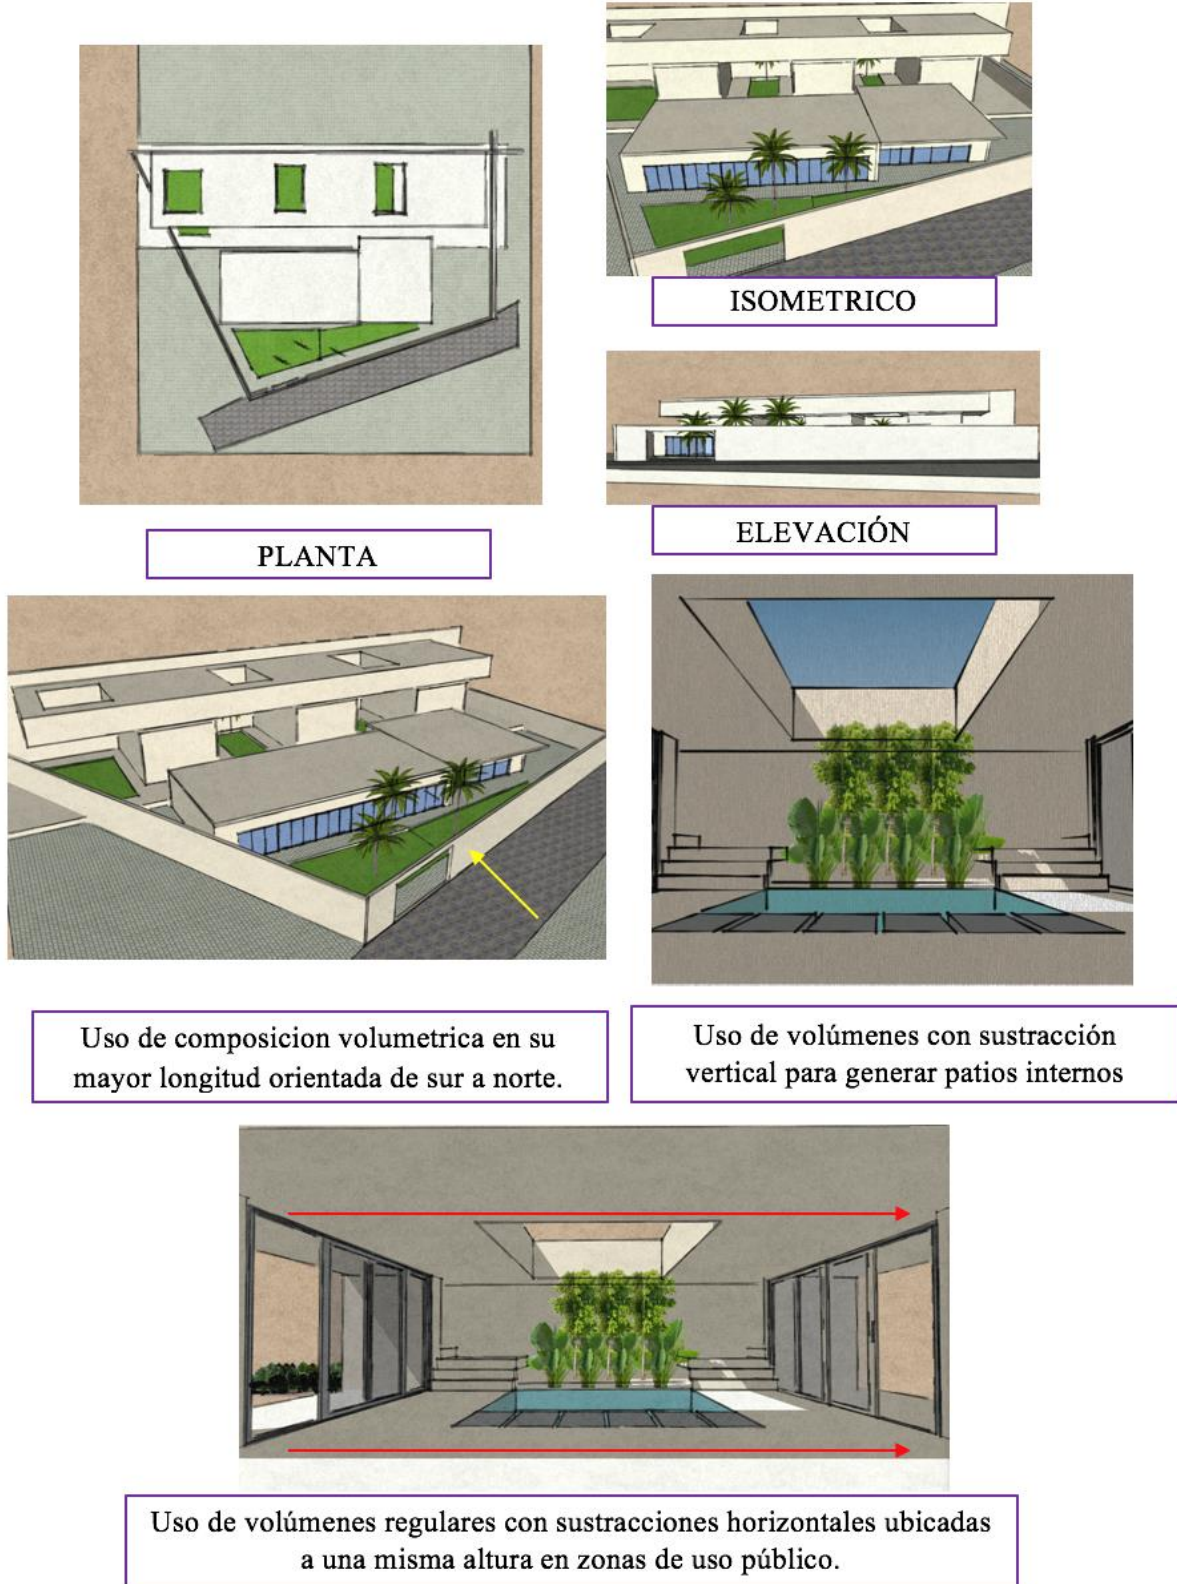 ISOMETRICO
ELEVACIÓN
PLANTA
Uso de composicion volumetrica en su
mayor longitud orientada de sur a norte.
Uso de volúmenes con sustracción
vertical para generar patios internos
Uso de volúmenes regulares con sustracciones horizontales ubicadas
a una misma altura en zonas de uso público.